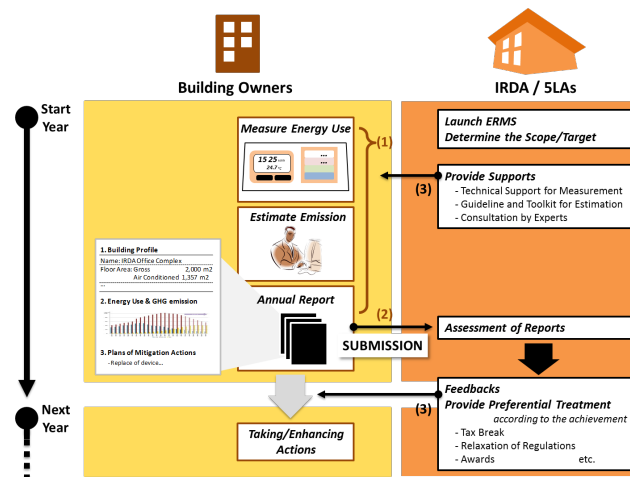 Building Owners
IRDA / 5LAs
Start
Year
Measure Energy Use
(1)
15 25
24.7 ℃
Launch ERMS
Determine the Scope/Target
(3)
Provide Supports
- Technical Support for Measurement
- Guideline and Toolkit for Estimation
- Consultation by Experts
Estimate Emission
1. Building Profile
Name: IRDA Office Complex
Floor Area: Gross 2,000 m2
Air Conditioned 1,357 m2
...
2. Energy Use & GHG emission
3. Plans of Mitigation Actions
- Replace of device...
Annual Report
(2)
SUBMISSION
Assessment of Reports
Next
Year
(3)
Feedbacks
Provide Preferential Treatment
according to the achievement
- Tax Break
- Relaxation of Regulations
- Awards etc.
Taking/Enhancing
Actions